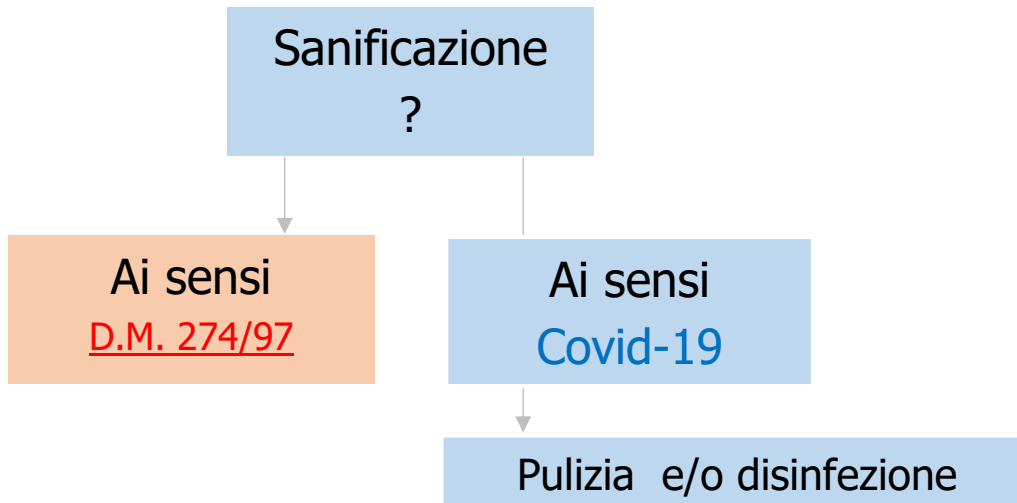 Sanificazione
?
Ai sensi
D.M. 274/97
Ai sensi
Covid-19
Pulizia e/o disinfezione